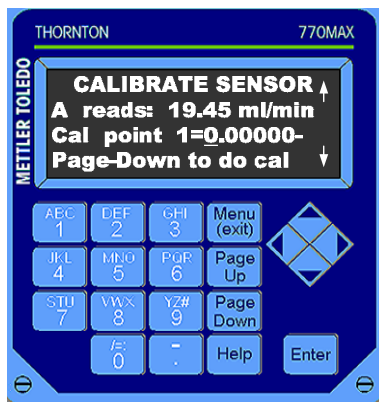 THORNTON 770MAX
METTLER TOLEDO
CALIBRATE SENSOR
A reads: 19.45 ml/min
Cal point 1=0.00000-
Page-Down to do cal
ABC DEF GHI Menu
1 2 3 (exit)
JKL MNO PQR Page
4 5 6 Up
STU VWX YZ# Page
7 8 9 Down
/=: - Help Enter
0 .